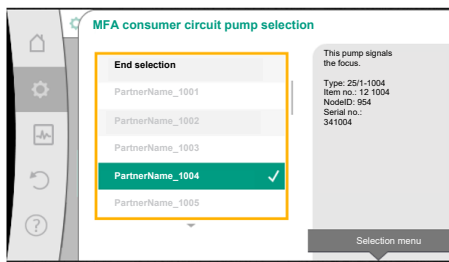 MFA consumer circuit pump selection
End selection
PartnerName_1001
PartnerName_1002
PartnerName_1003
PartnerName_1004
PartnerName_1005
This pump signals
the focus.
Type: 25/1-1004
Item no.: 12 1004
NodeID: 954
Serial no.:
341004
Selection menu